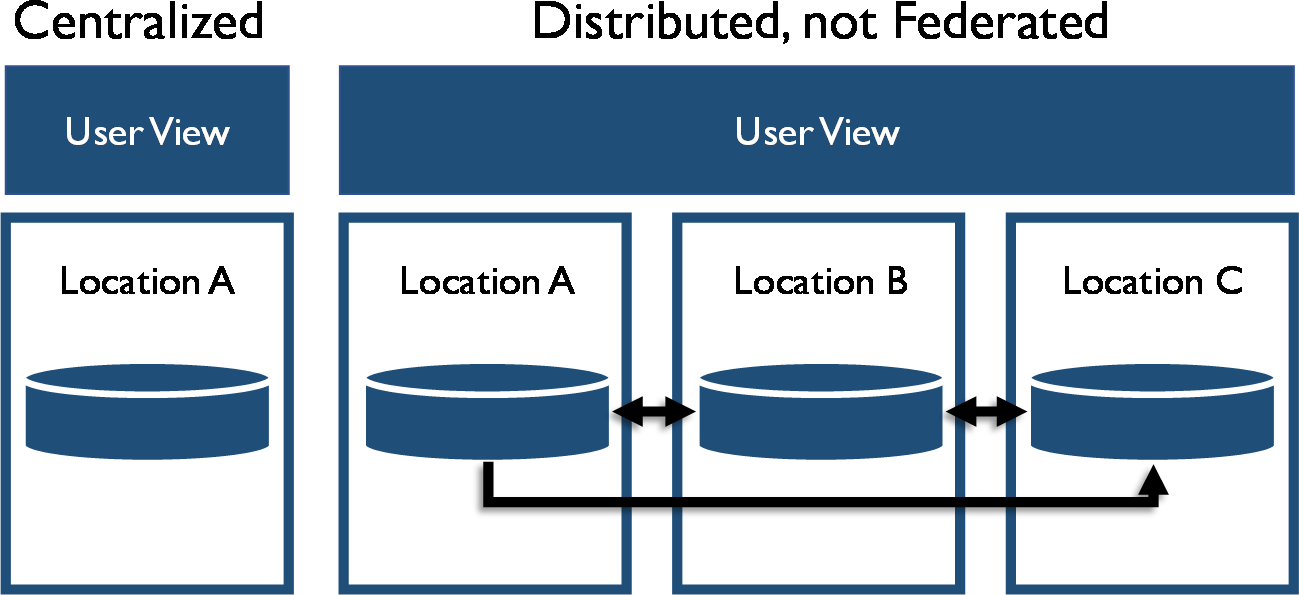 Centralized
Distributed, not Federated
User View
User View
Location A
Location A
Location B
Location C